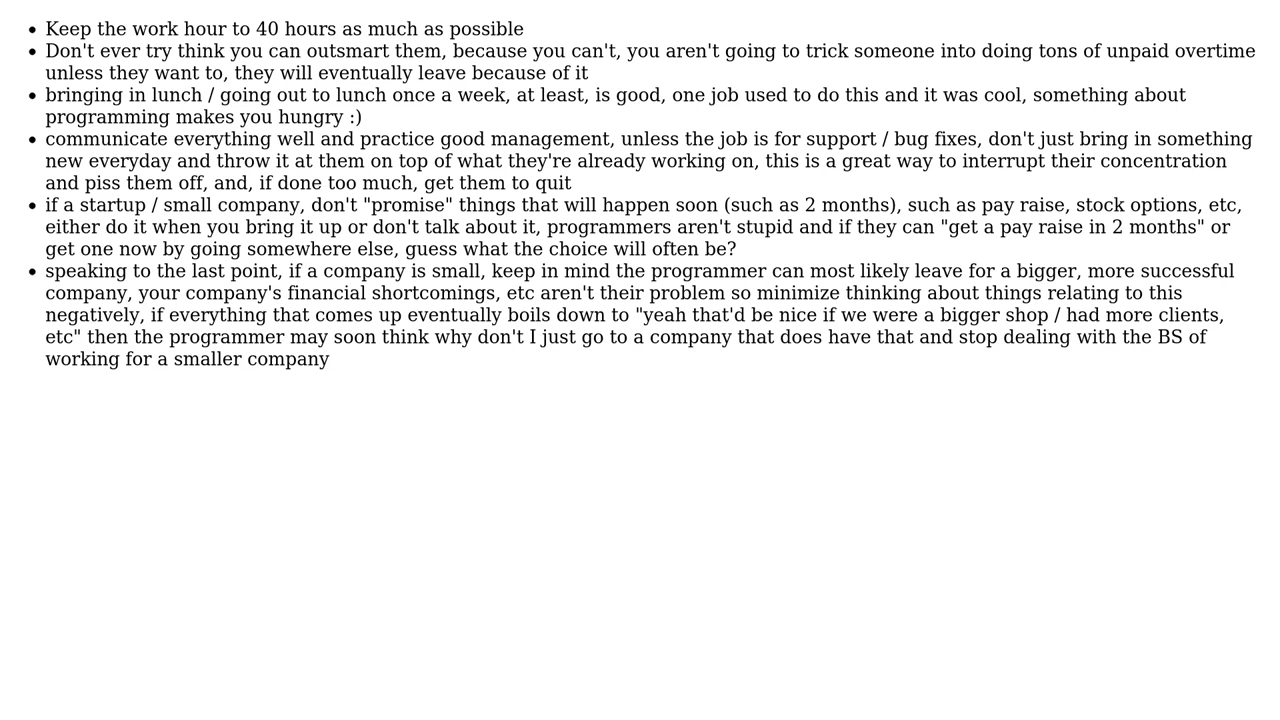 • Keep the work hour to 40 hours as much as possible
• Don't ever try think you can outsmart them, because you can't, you aren't going to trick someone into doing tons of unpaid overtime
unless they want to, they will eventually leave because of it
• bringing in lunch / going out to lunch once a week, at least, is good, one job used to do this and it was cool, something about
programming makes you hungry :)
• communicate everything well and practice good management, unless the job is for support / bug fixes, don't just bring in something
new everyday and throw it at them on top of what they're already working on, this is a great way to interrupt their concentration
and piss them off, and, if done too much, get them to quit
• if a startup / small company, don't "promise" things that will happen soon (such as 2 months), such as pay raise, stock options, etc,
either do it when you bring it up or don't talk about it, programmers aren't stupid and if they can "get a pay raise in 2 months" or
get one now by going somewhere else, guess what the choice will often be?
• speaking to the last point, if a company is small, keep in mind the programmer can most likely leave for a bigger, more successful
company, your company's financial shortcomings, etc aren't their problem so minimize thinking about things relating to this
negatively, if everything that comes up eventually boils down to "yeah that'd be nice if we were a bigger shop / had more clients,
etc" then the programmer may soon think why don't I just go to a company that does have that and stop dealing with the BS of
working for a smaller company